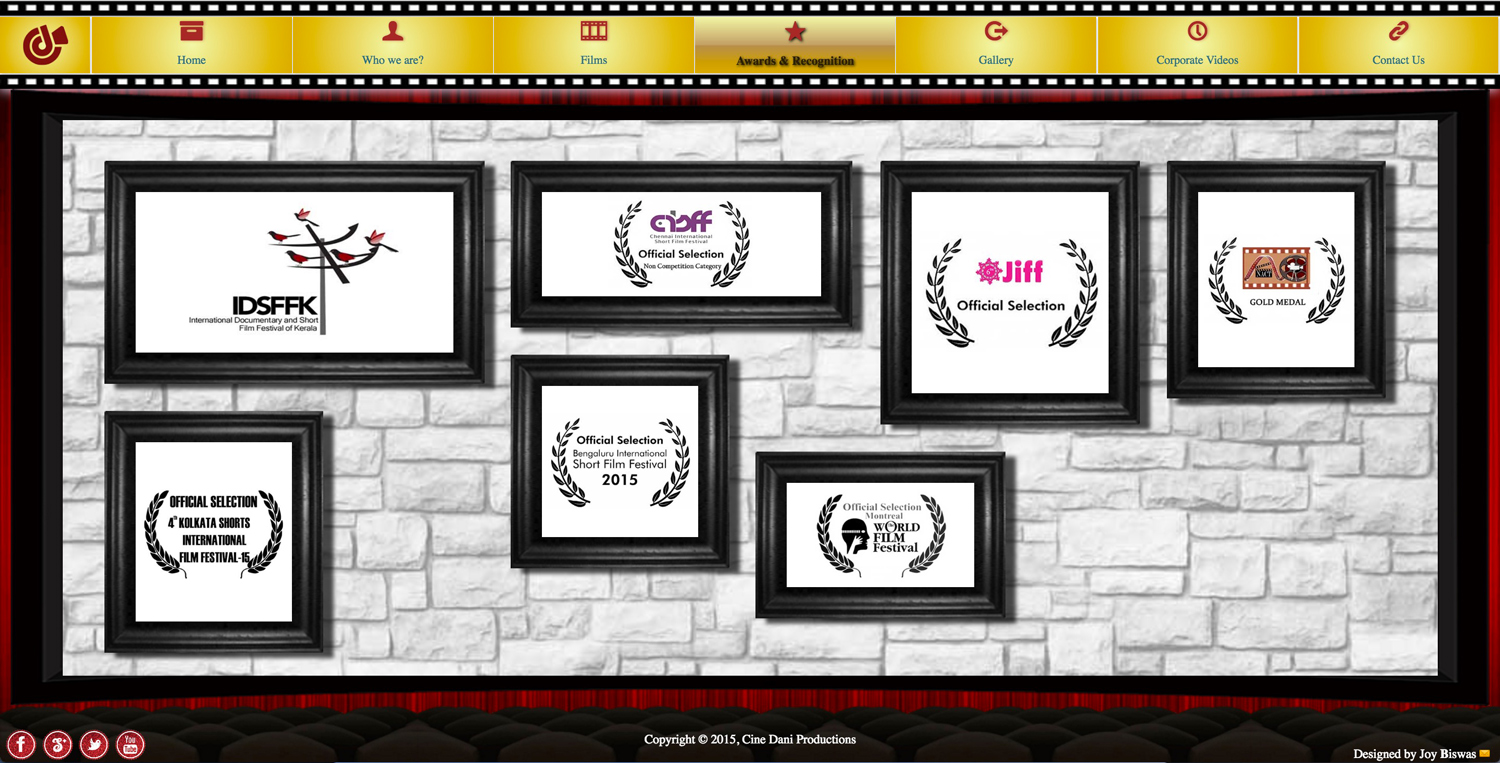 Home
Who we are?
Films
Awards & Recognition
Gallery
Corporate Videos
Contact Us
IDSFFK
International Documentary and Short
Film Festival of Kerala
cisff
Chennai International
Short Film Festival
Official Selection
Non Competition Category
Jiff
Official Selection
GOLD MEDAL
OFFICIAL SELECTION
4th KOLKATA SHORTS
INTERNATIONAL
FILM FESTIVAL-15
Official Selection
Bengaluru International
Short Film Festival
2015
Official Selection
Montreal
WORLD
FILM
Festival
You
Tube
Copyright © 2015, Cine Dani Productions
Designed by Joy Biswas